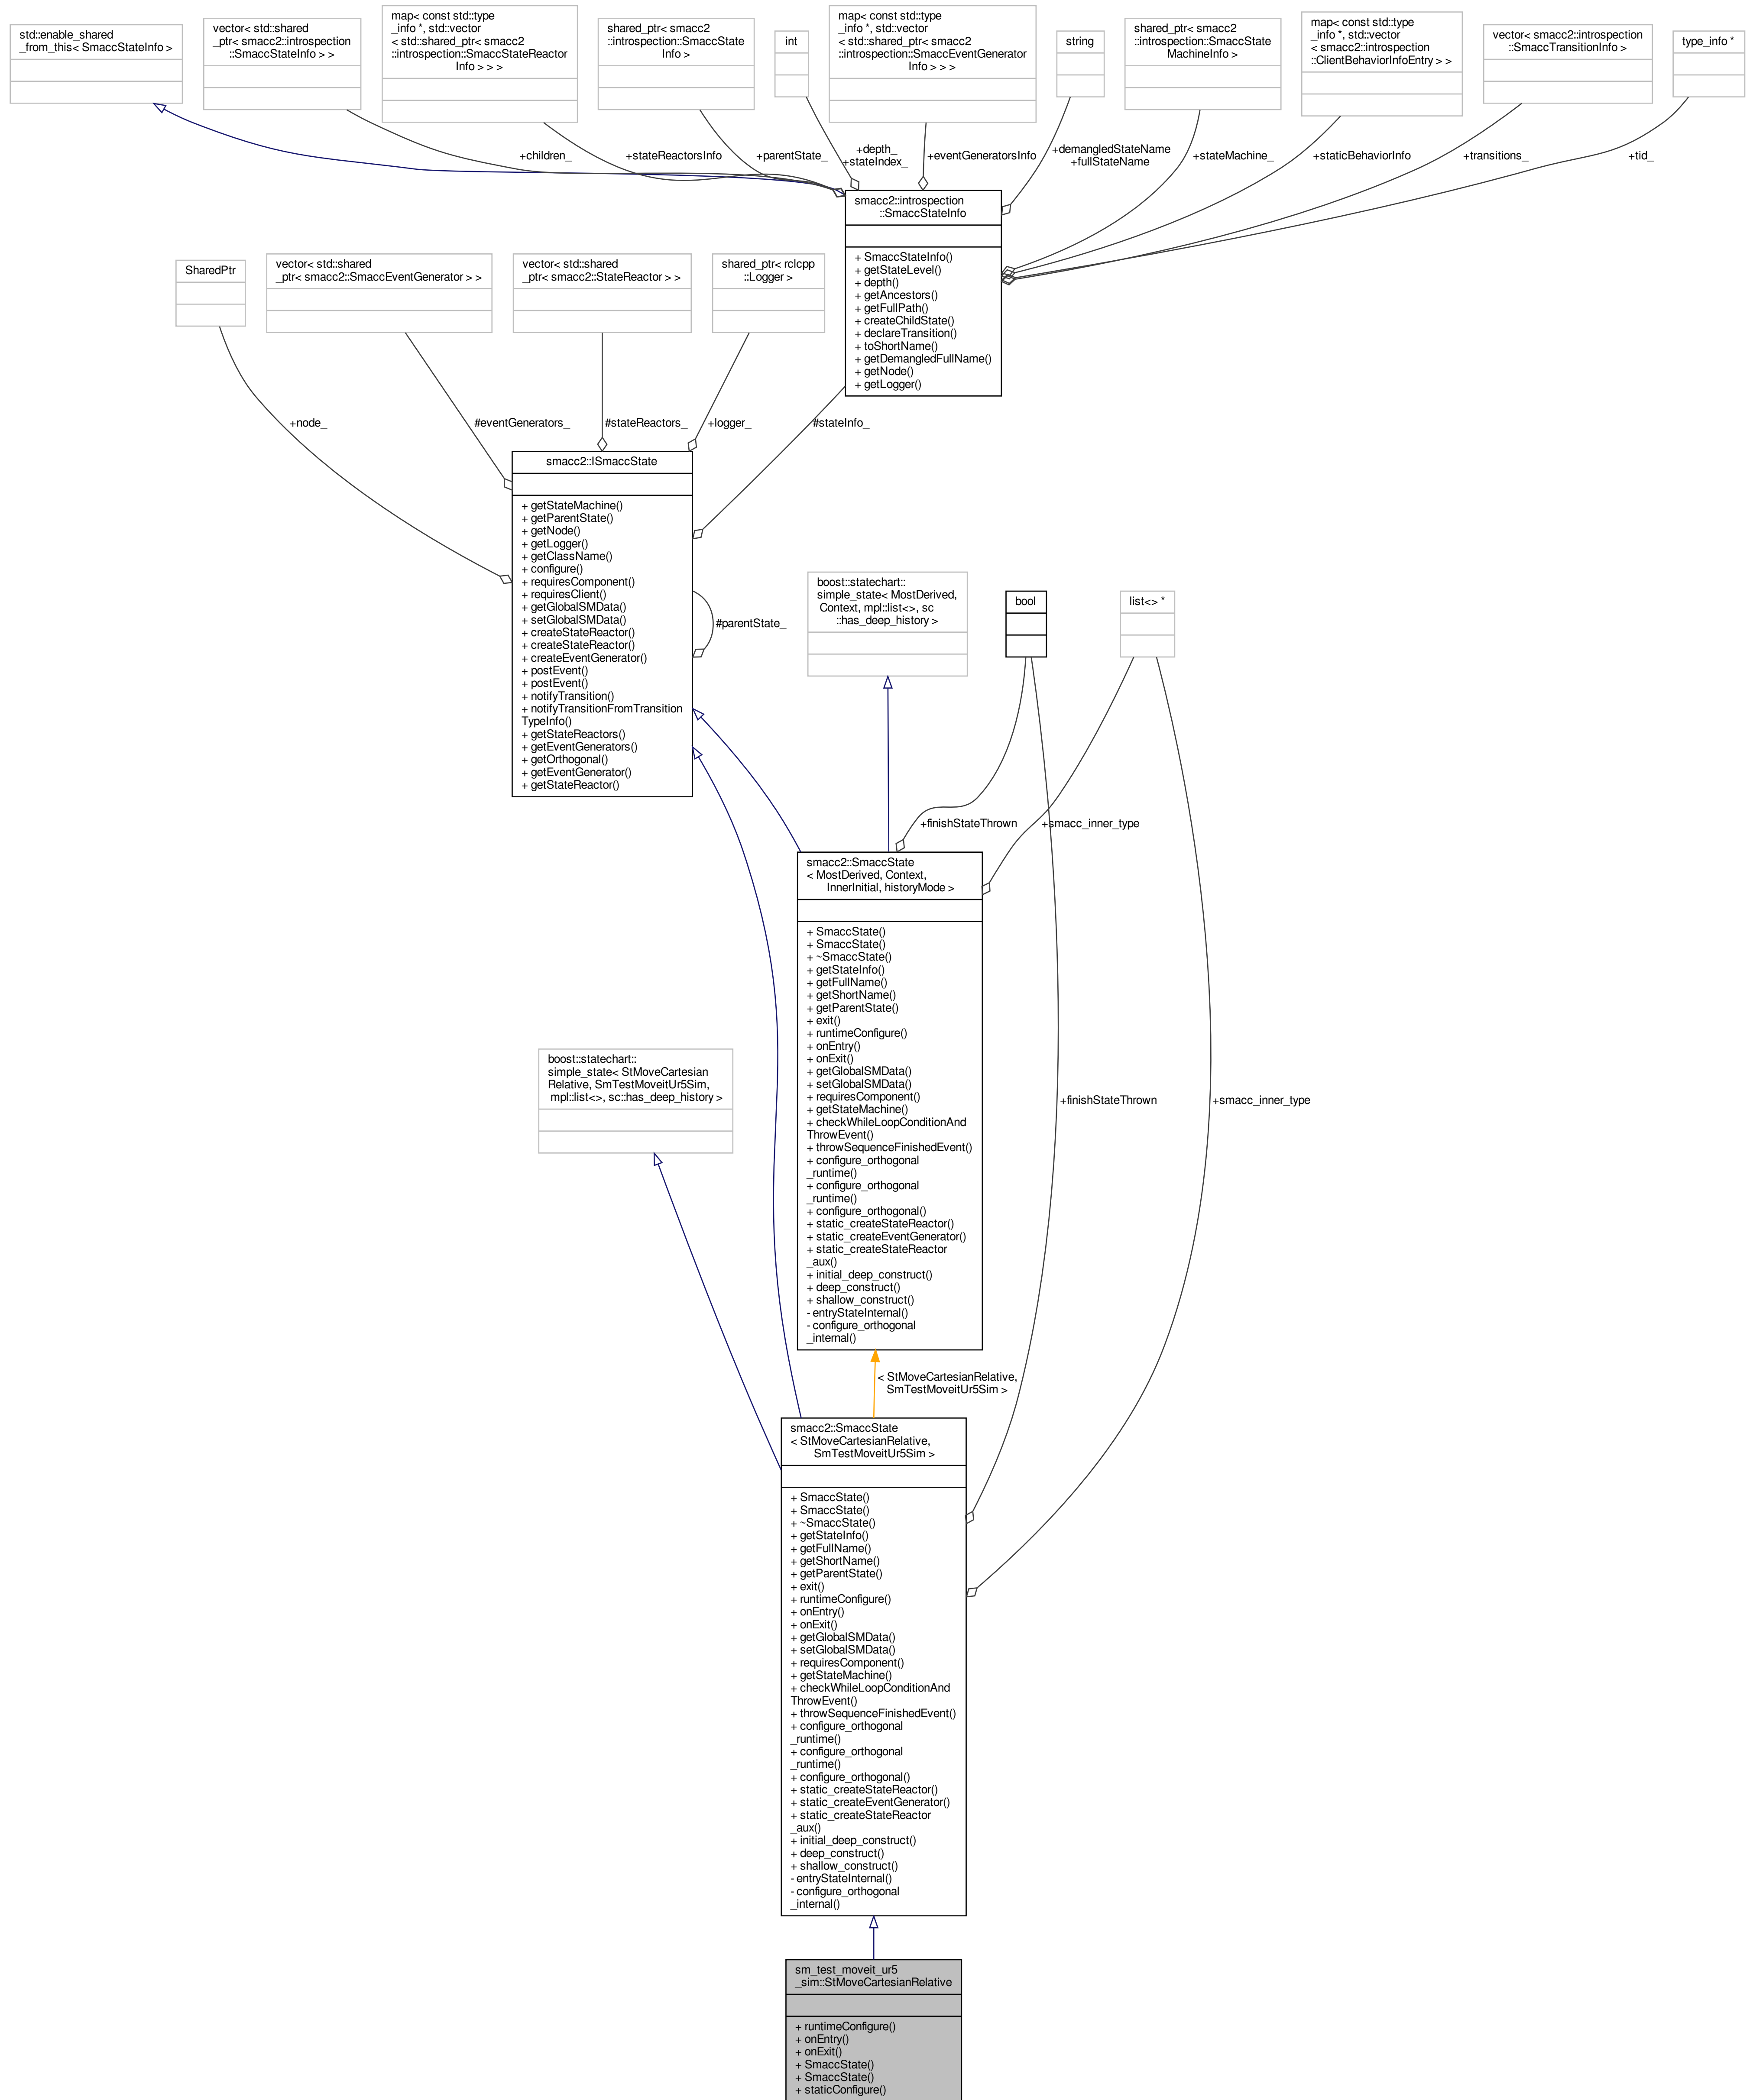 std::enable_shared
_from_this< SmaccStateInfo >
vector< std::shared
_ptr< smacc2::introspection
::SmaccStateInfo > >
map< const std::type
_info *, std::vector
< std::shared_ptr< smacc2
::introspection::SmaccStateReactor
Info > > >
shared_ptr< smacc2
::introspection::SmaccState
Info >
int
map< const std::type
_info *, std::vector
< std::shared_ptr< smacc2
::introspection::SmaccEventGenerator
Info > > >
string
shared_ptr< smacc2
::introspection::SmaccState
MachineInfo >
map< const std::type
_info *, std::vector
< smacc2::introspection
::ClientBehaviorInfoEntry > >
vector< smacc2::introspection
::SmaccTransitionInfo >
type_info *
+children_
+stateReactorsInfo
+parentState_
+depth_
+stateIndex_
+eventGeneratorsInfo
+demangledStateName
+fullStateName
+stateMachine_
+staticBehaviorInfo
+transitions_
+tid_
smacc2::introspection
::SmaccStateInfo
+ SmaccStateInfo()
+ getStateLevel()
+ depth()
+ getAncestors()
+ getFullPath()
+ createChildState()
+ declareTransition()
+ toShortName()
+ getDemangledFullName()
+ getNode()
+ getLogger()
SharedPtr
vector< std::shared
_ptr< smacc2::SmaccEventGenerator > >
vector< std::shared
_ptr< smacc2::StateReactor > >
shared_ptr< rclcpp
::Logger >
+node_
#eventGenerators_
#stateReactors_
+logger_
#stateInfo_
smacc2::ISmaccState
+ getStateMachine()
+ getParentState()
+ getNode()
+ getLogger()
+ getClassName()
+ configure()
+ requiresComponent()
+ requiresClient()
+ getGlobalSMData()
+ setGlobalSMData()
+ createStateReactor()
+ createStateReactor()
+ createEventGenerator()
+ postEvent()
+ postEvent()
+ notifyTransition()
+ notifyTransitionFromTransition
TypeInfo()
+ getStateReactors()
+ getEventGenerators()
+ getOrthogonal()
+ getEventGenerator()
+ getStateReactor()
#parentState_
boost::statechart::
simple_state< MostDerived,
Context, mpl::list<>, sc
::has_deep_history >
bool
list<> *
+finishStateThrown
+smacc_inner_type
smacc2::SmaccState
< MostDerived, Context,
InnerInitial, historyMode >
+ SmaccState()
+ SmaccState()
+ ~SmaccState()
+ getStateInfo()
+ getFullName()
+ getShortName()
+ getParentState()
+ exit()
+ runtimeConfigure()
+ onEntry()
+ onExit()
+ getGlobalSMData()
+ setGlobalSMData()
+ requiresComponent()
+ getStateMachine()
+ checkWhileLoopConditionAnd
ThrowEvent()
+ throwSequenceFinishedEvent()
+ configure_orthogonal
_runtime()
+ configure_orthogonal
_runtime()
+ configure_orthogonal()
+ static_createStateReactor()
+ static_createEventGenerator()
+ static_createStateReactor
_aux()
+ initial_deep_construct()
+ deep_construct()
+ shallow_construct()
- entryStateInternal()
- configure_orthogonal
_internal()
boost::statechart::
simple_state< StMoveCartesian
Relative, SmTestMoveitUr5Sim,
mpl::list<>, sc::has_deep_history >
+finishStateThrown
+smacc_inner_type
< StMoveCartesianRelative,
SmTestMoveitUr5Sim >
smacc2::SmaccState
< StMoveCartesianRelative,
SmTestMoveitUr5Sim >
+ SmaccState()
+ SmaccState()
+ ~SmaccState()
+ getStateInfo()
+ getFullName()
+ getShortName()
+ getParentState()
+ exit()
+ runtimeConfigure()
+ onEntry()
+ onExit()
+ getGlobalSMData()
+ setGlobalSMData()
+ requiresComponent()
+ getStateMachine()
+ checkWhileLoopConditionAnd
ThrowEvent()
+ throwSequenceFinishedEvent()
+ configure_orthogonal
_runtime()
+ configure_orthogonal
_runtime()
+ configure_orthogonal()
+ static_createStateReactor()
+ static_createEventGenerator()
+ static_createStateReactor
_aux()
+ initial_deep_construct()
+ deep_construct()
+ shallow_construct()
- entryStateInternal()
- configure_orthogonal
_internal()
sm_test_moveit_ur5
_sim::StMoveCartesianRelative
+ runtimeConfigure()
+ onEntry()
+ onExit()
+ SmaccState()
+ SmaccState()
+ staticConfigure()